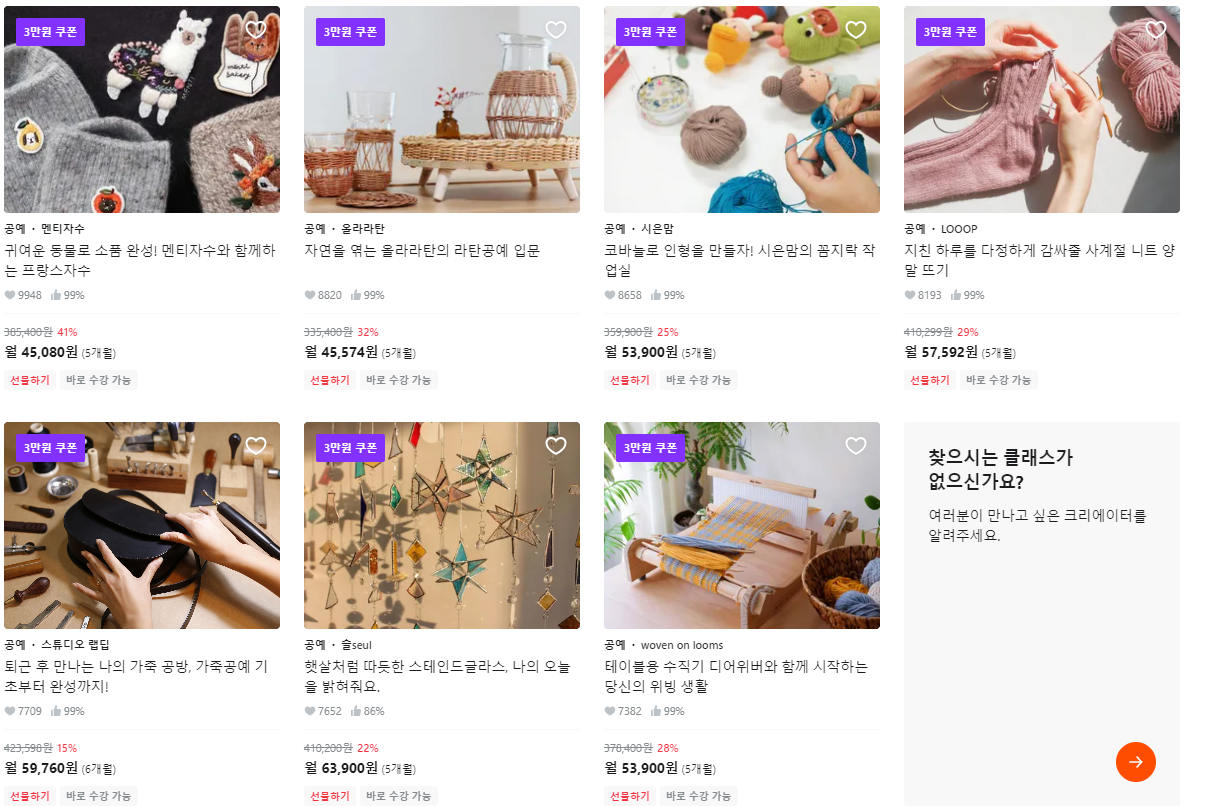 3만원 쿠폰
공예 · 멘티자수
귀여운 동물로 소품 완성! 멘티자수와 함께하
는 프랑스자수
9948 99%
385,400원 41%
월 45,080원 (5개월)
선물하기 바로 수강 가능
3만원 쿠폰
공예 · 올라라탄
자연을 엮는 올라라탄의 라탄공예 입문
8820 99%
335,400원 32%
월 45,574원 (5개월)
선물하기 바로 수강 가능
3만원 쿠폰
공예 · 시은맘
코바늘로 인형을 만들자! 시은맘의 꼼지락 작
업실
8658 99%
359,900원 25%
월 53,900원 (5개월)
선물하기 바로 수강 가능
3만원 쿠폰
공예 · LOOOP
지친 하루를 다정하게 감싸줄 사계절 니트 양
말 뜨기
8193 99%
410,299원 29%
월 57,592원 (5개월)
선물하기 바로 수강 가능
3만원 쿠폰
공예 · 스튜디오 랩딥
퇴근 후 만나는 나의 가죽 공방, 가죽공예 기
초부터 완성까지!
7709 99%
423,598원 15%
월 59,760원 (6개월)
선물하기 바로 수강 가능
3만원 쿠폰
공예 · 슬seul
햇살처럼 따듯한 스테인드글라스, 나의 오늘
을 밝혀줘요.
7652 86%
410,200원 22%
월 63,900원 (5개월)
선물하기 바로 수강 가능
3만원 쿠폰
공예 · woven on looms
테이블용 수직기 디어위버와 함께 시작하는
당신의 위빙 생활
7382 99%
378,400원 28%
월 53,900원 (5개월)
선물하기 바로 수강 가능
찾으시는 클래스가
없으신가요?
여러분이 만나고 싶은 크리에이터를
알려주세요.